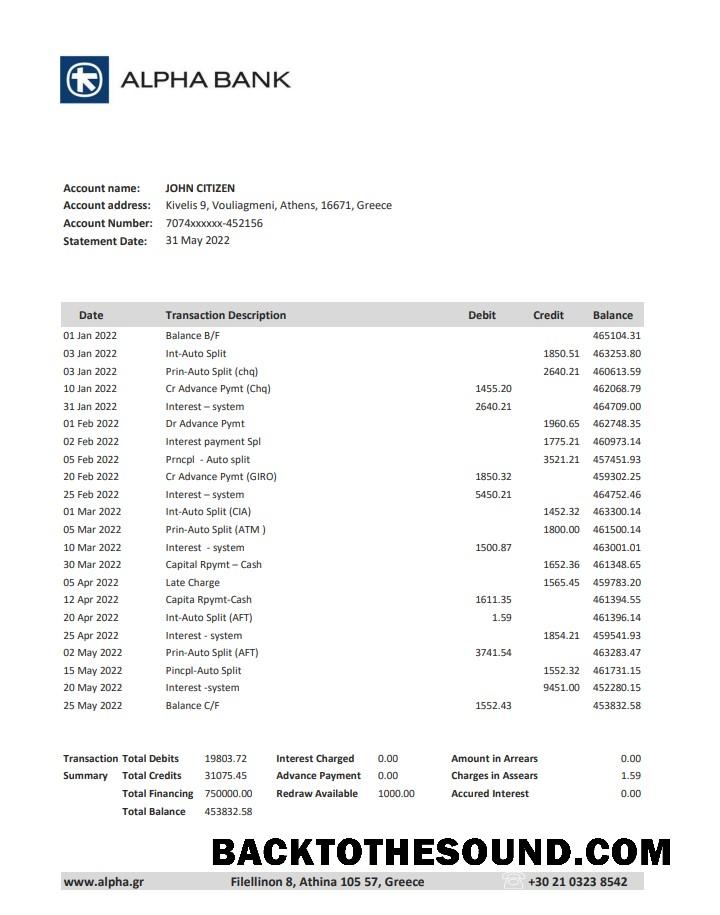 ALPHA BANK
Account name: JOHN CITIZEN
Account address: Kivelis 9, Vouliagmeni, Athens, 16671, Greece
Account Number: 7074xxxxxx-452156
Statement Date: 31 May 2022
Date Transaction Description Debit Credit Balance
01 Jan 2022 Balance B/F 465104.31
03 Jan 2022 Int-Auto Split 1850.51 463253.80
03 Jan 2022 Prin-Auto Split (chq) 2640.21 460613.59
10 Jan 2022 Cr Advance Pymt (Chq) 1455.20 462068.79
31 Jan 2022 Interest – system 2640.21 464709.00
01 Feb 2022 Dr Advance Pymt 1960.65 462748.35
02 Feb 2022 Interest payment Spl 1775.21 460973.14
05 Feb 2022 Prncpl - Auto split 3521.21 457451.93
20 Feb 2022 Cr Advance Pymt (GIRO) 1850.32 459302.25
25 Feb 2022 Interest – system 5450.21 464752.46
01 Mar 2022 Int-Auto Split (CIA) 1452.32 463300.14
05 Mar 2022 Prin-Auto Split (ATM ) 1800.00 461500.14
10 Mar 2022 Interest - system 1500.87 463001.01
30 Mar 2022 Capital Rpymt – Cash 1652.36 461348.65
05 Apr 2022 Late Charge 1565.45 459783.20
12 Apr 2022 Capita Rpymt-Cash 1611.35 461394.55
20 Apr 2022 Int-Auto Split (AFT) 1.59 461396.14
25 Apr 2022 Interest - system 1854.21 459541.93
02 May 2022 Prin-Auto Split (AFT) 3741.54 463283.47
15 May 2022 Pincpl-Auto Split 1552.32 461731.15
20 May 2022 Interest -system 9451.00 452280.15
25 May 2022 Balance C/F 1552.43 453832.58
Transaction Total Debits 19803.72 Interest Charged 0.00 Amount in Arrears 0.00
Summary Total Credits 31075.45 Advance Payment 0.00 Charges in Assears 1.59
Total Financing 750000.00 Redraw Available 1000.00 Accured Interest 0.00
Total Balance 453832.58
BACKTOTHESOUND.COM
www.alpha.gr Filellinon 8, Athina 105 57, Greece +30 21 0323 8542